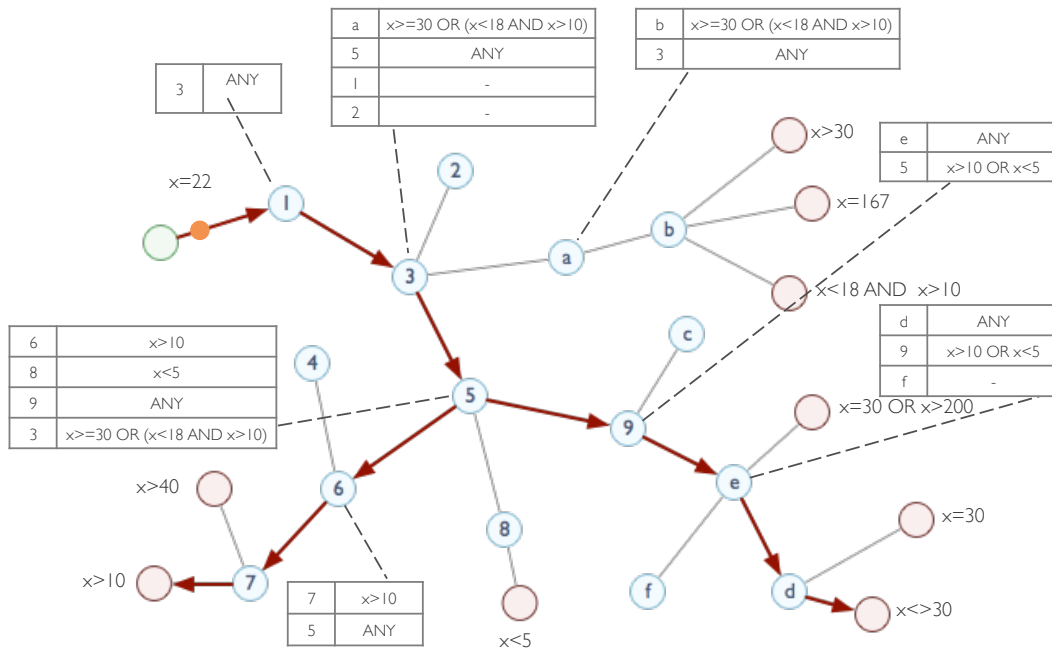 a x>=30 OR (x<18 AND x>10)
5 ANY
1 -
2 -
b x>=30 OR (x<18 AND x>10)
3 ANY
3 ANY
x>30
e ANY
5 x>10 OR x<5
x=22
2
1
x=167
b
a
3
x<18 AND x>10
d ANY
9 x>10 OR x<5
f -
6 x>10
8 x<5
9 ANY
3 x>=30 OR (x<18 AND x>10)
4
c
5
x=30 OR x>200
9
x>40
6
e
x=30
8
x>10
7
f
d
7 x>10
5 ANY
x<5
x<>30